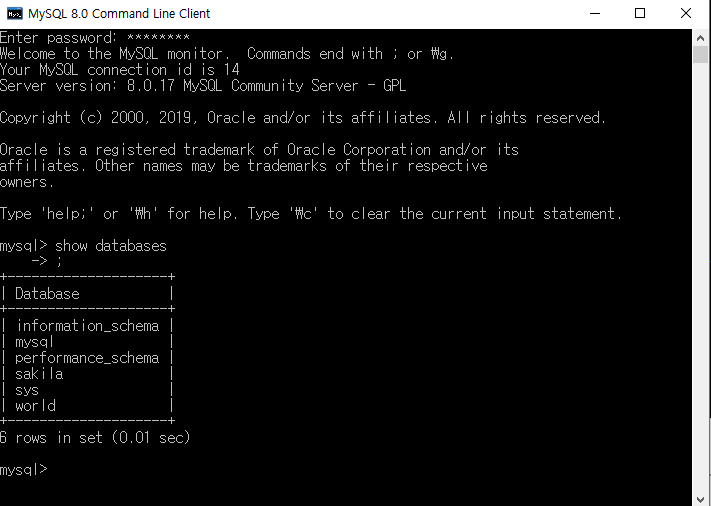 MySQL 8.0 Command Line Client
Enter password: ********
Welcome to the MySQL monitor.  Commands end with ; or ₩g.
Your MySQL connection id is 14
Server version: 8.0.17 MySQL Community Server - GPL
Copyright (c) 2000, 2019, Oracle and/or its affiliates. All rights reserved.
Oracle is a registered trademark of Oracle Corporation and/or its
affiliates. Other names may be trademarks of their respective
owners.
Type 'help;' or '₩h' for help. Type '₩c' to clear the current input statement.
mysql> show databases
    -> ;
+--------------------+
| Database           |
+--------------------+
| information_schema |
| mysql              |
| performance_schema |
| sakila             |
| sys                |
| world              |
+--------------------+
6 rows in set (0.01 sec)
mysql>